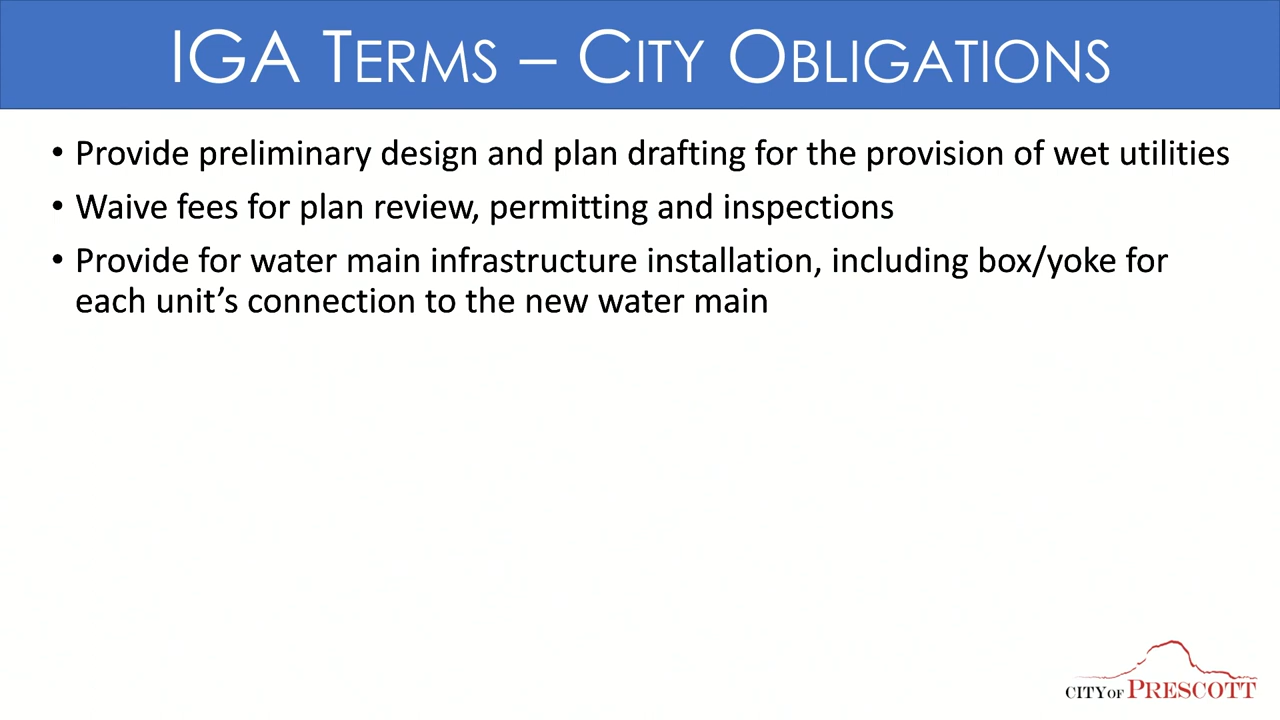 IGA Terms – City Obligations
• Provide preliminary design and plan drafting for the provision of wet utilities
• Waive fees for plan review, permitting and inspections
• Provide for water main infrastructure installation, including box/yoke for
each unit’s connection to the new water main
CITY OF PRESCOTT